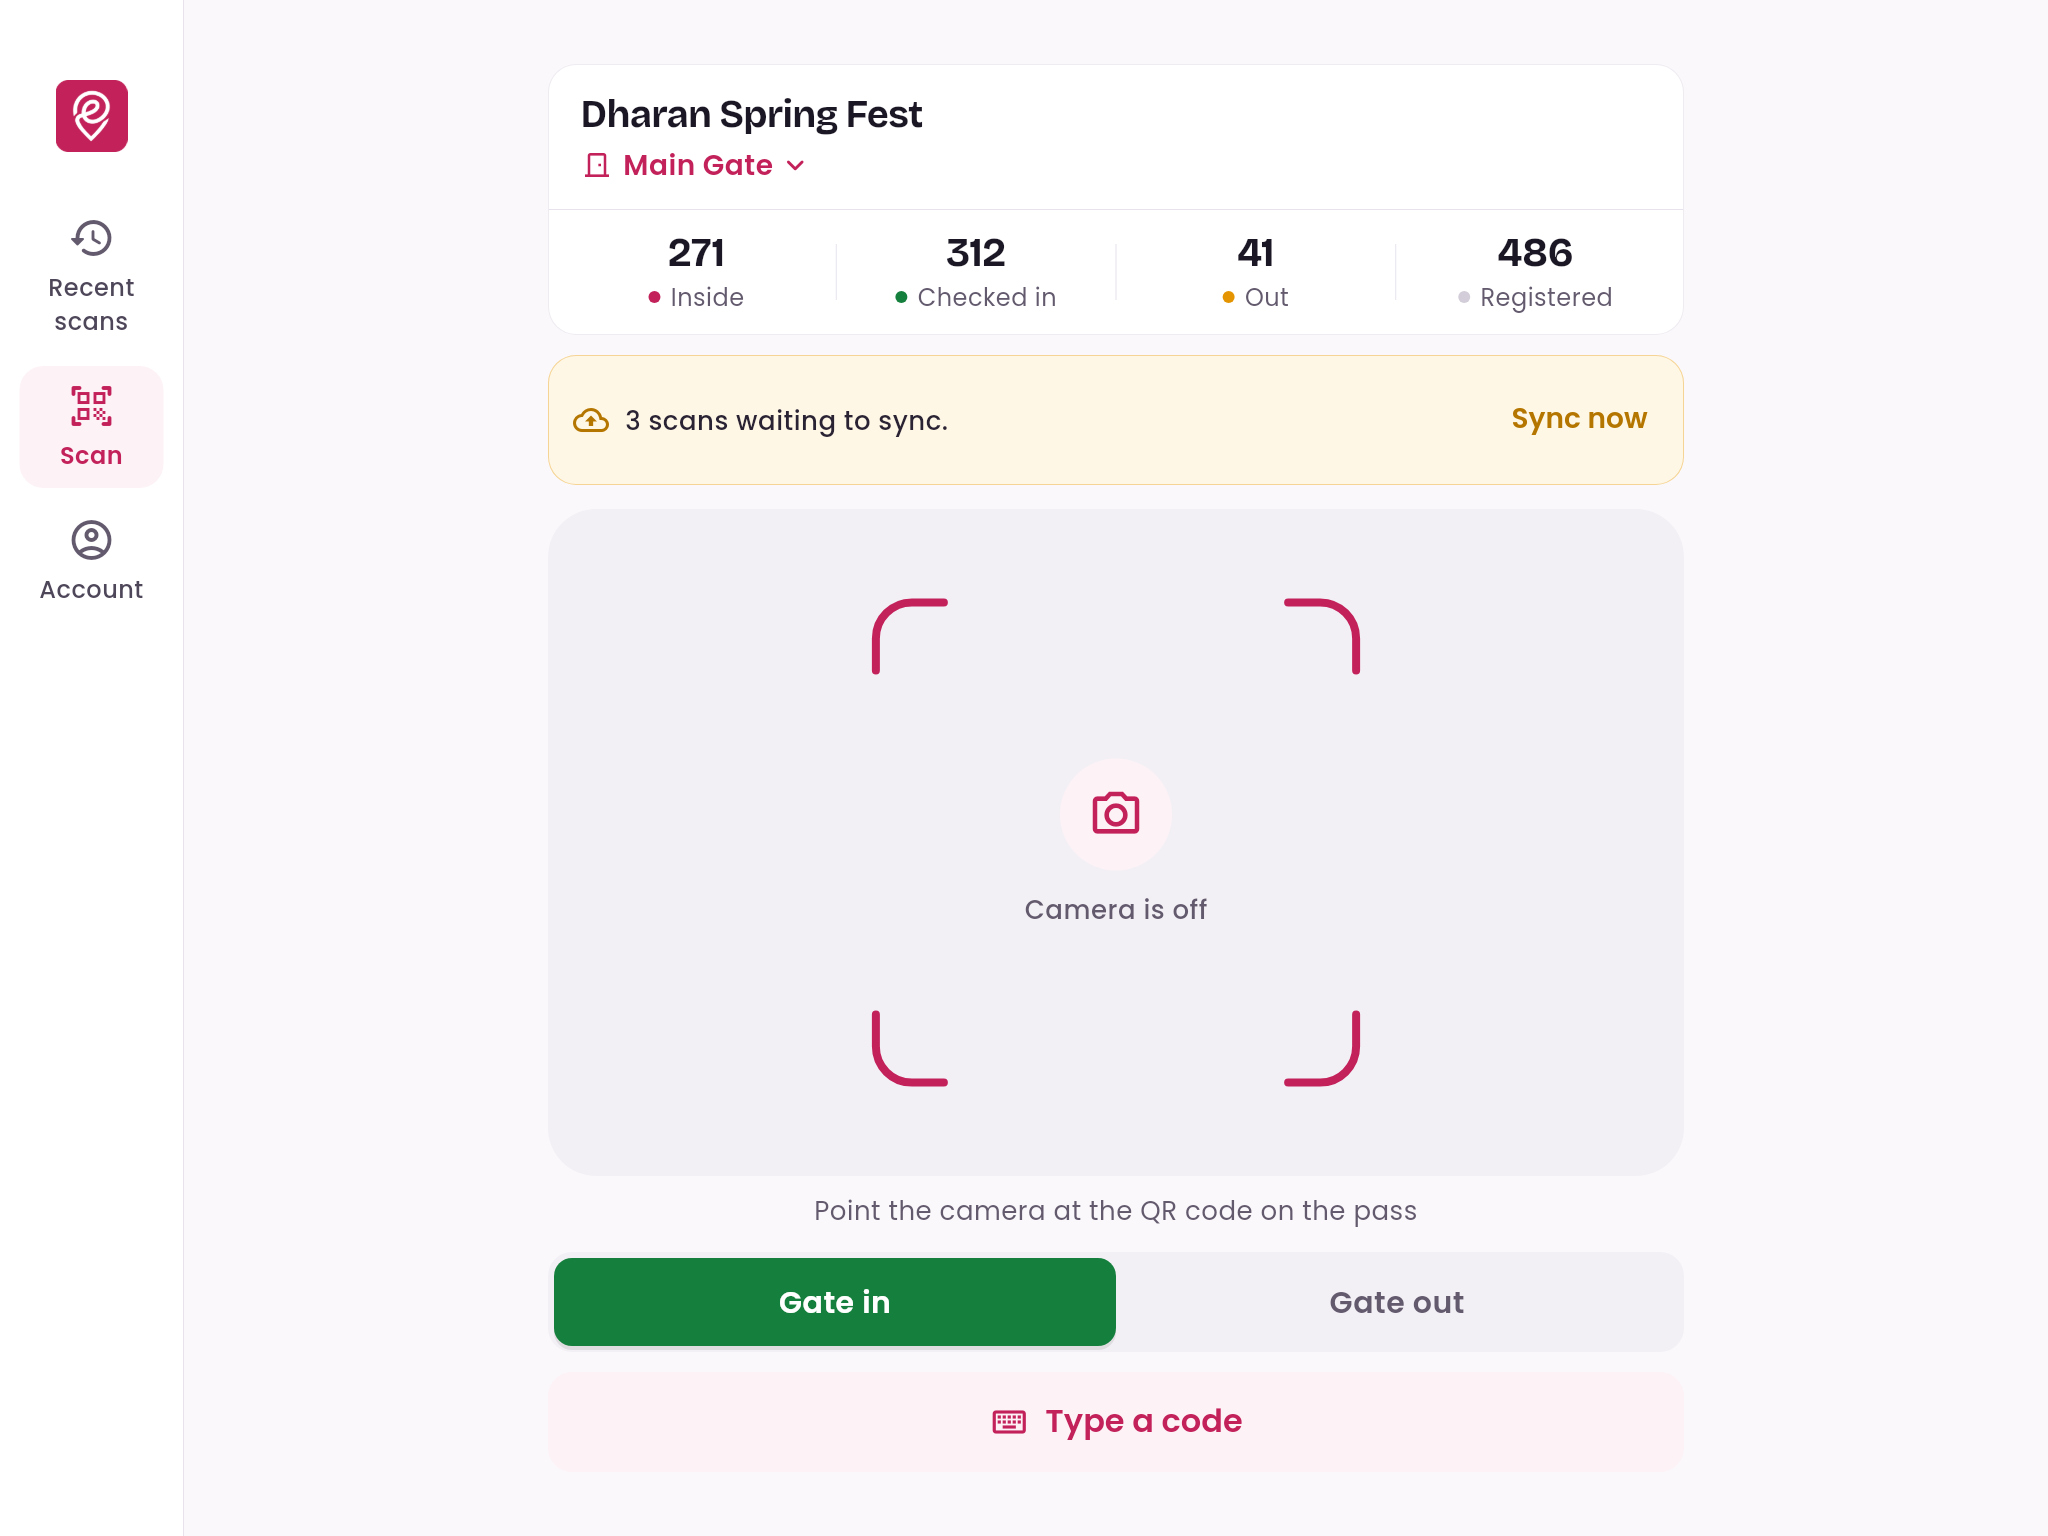 Recent
scans
Scan
Account
Dharan Spring Fest
Main Gate
271
Inside
312
Checked in
41
Out
486
Registered
3 scans waiting to sync.
Sync now
Camera is off
Point the camera at the QR code on the pass
Gate in
Gate out
Type a code